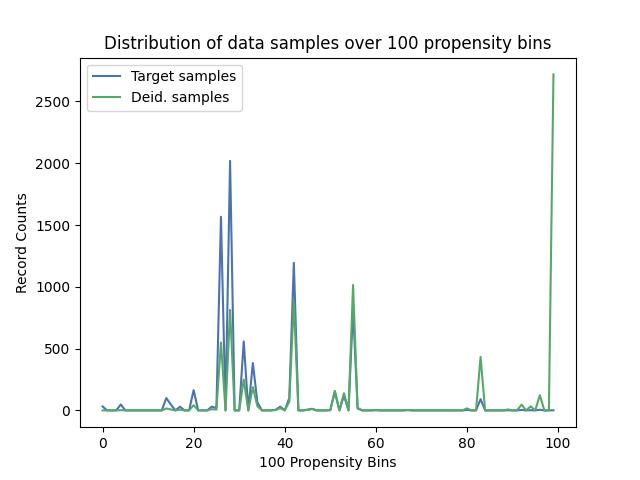 Distribution of data samples over 100 propensity bins
Target samples
Deid. samples
2500
2000
1500
1000
500
0
Record Counts
0 20 40 60 80 100
100 Propensity Bins